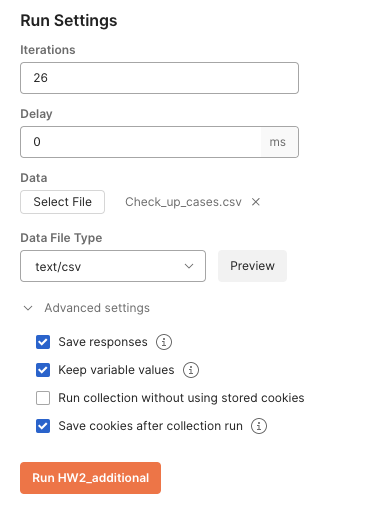 Run Settings
Iterations
26
Delay
0 ms
Data
Select File Check_up_cases.csv
Data File Type
text/csv Preview
Advanced settings
Save responses
Keep variable values
Run collection without using stored cookies
Save cookies after collection run
Run HW2_additional